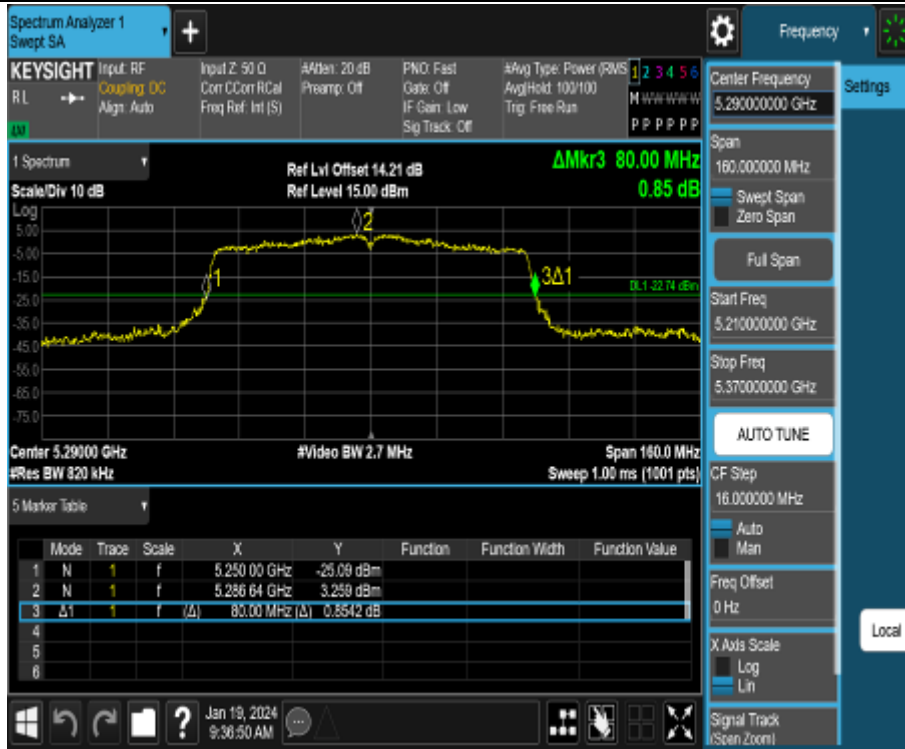 Spectrum Analyzer 1
Swept SA
+
Frequency
KEYSIGHT
RL
Input: RF
Coupling: DC
Align: Auto
Input Z: 50 Ω
Corr CCorr RCal
Freq Ref: Int (S)
#Atten: 20 dB
Preamp: Off
PNO: Fast
Gate: Off
IF Gain: Low
Sig Track: Off
#Avg Type: Power (RMS
Avg|Hold: 100/100
Trig: Free Run
1 2 3 4 5 6
M W W W W W
P P P P P P
1 Spectrum
Scale/Div 10 dB
Ref Lvl Offset 14.21 dB
Ref Level 15.00 dBm
ΔMkr3 80.00 MHz
0.85 dB
Log
5.00
-5.00
-15.0
-25.0
-35.0
-45.0
-55.0
-65.0
-75.0
2
1
3Δ1
DL1 -22.74 dBm
Center 5.29000 GHz
#Video BW 2.7 MHz
Span 160.0 MHz
#Res BW 820 kHz
Sweep 1.00 ms (1001 pts)
5 Marker Table
Mode Trace Scale X Y Function Function Width Function Value
1 N 1 f 5.250 00 GHz -25.09 dBm
2 N 1 f 5.286 64 GHz 3.259 dBm
3 Δ1 1 f (Δ) 80.00 MHz (Δ) 0.8542 dB
4
5
6
Center Frequency
5.290000000 GHz
Settings
Span
160.000000 MHz
Swept Span
Zero Span
Full Span
Start Freq
5.210000000 GHz
Stop Freq
5.370000000 GHz
AUTO TUNE
CF Step
16.000000 MHz
Auto
Man
Freq Offset
0 Hz
X Axis Scale
Log
Lin
Signal Track
(Span Zoom)
Local
?
Jan 19, 2024
9:36:50 AM